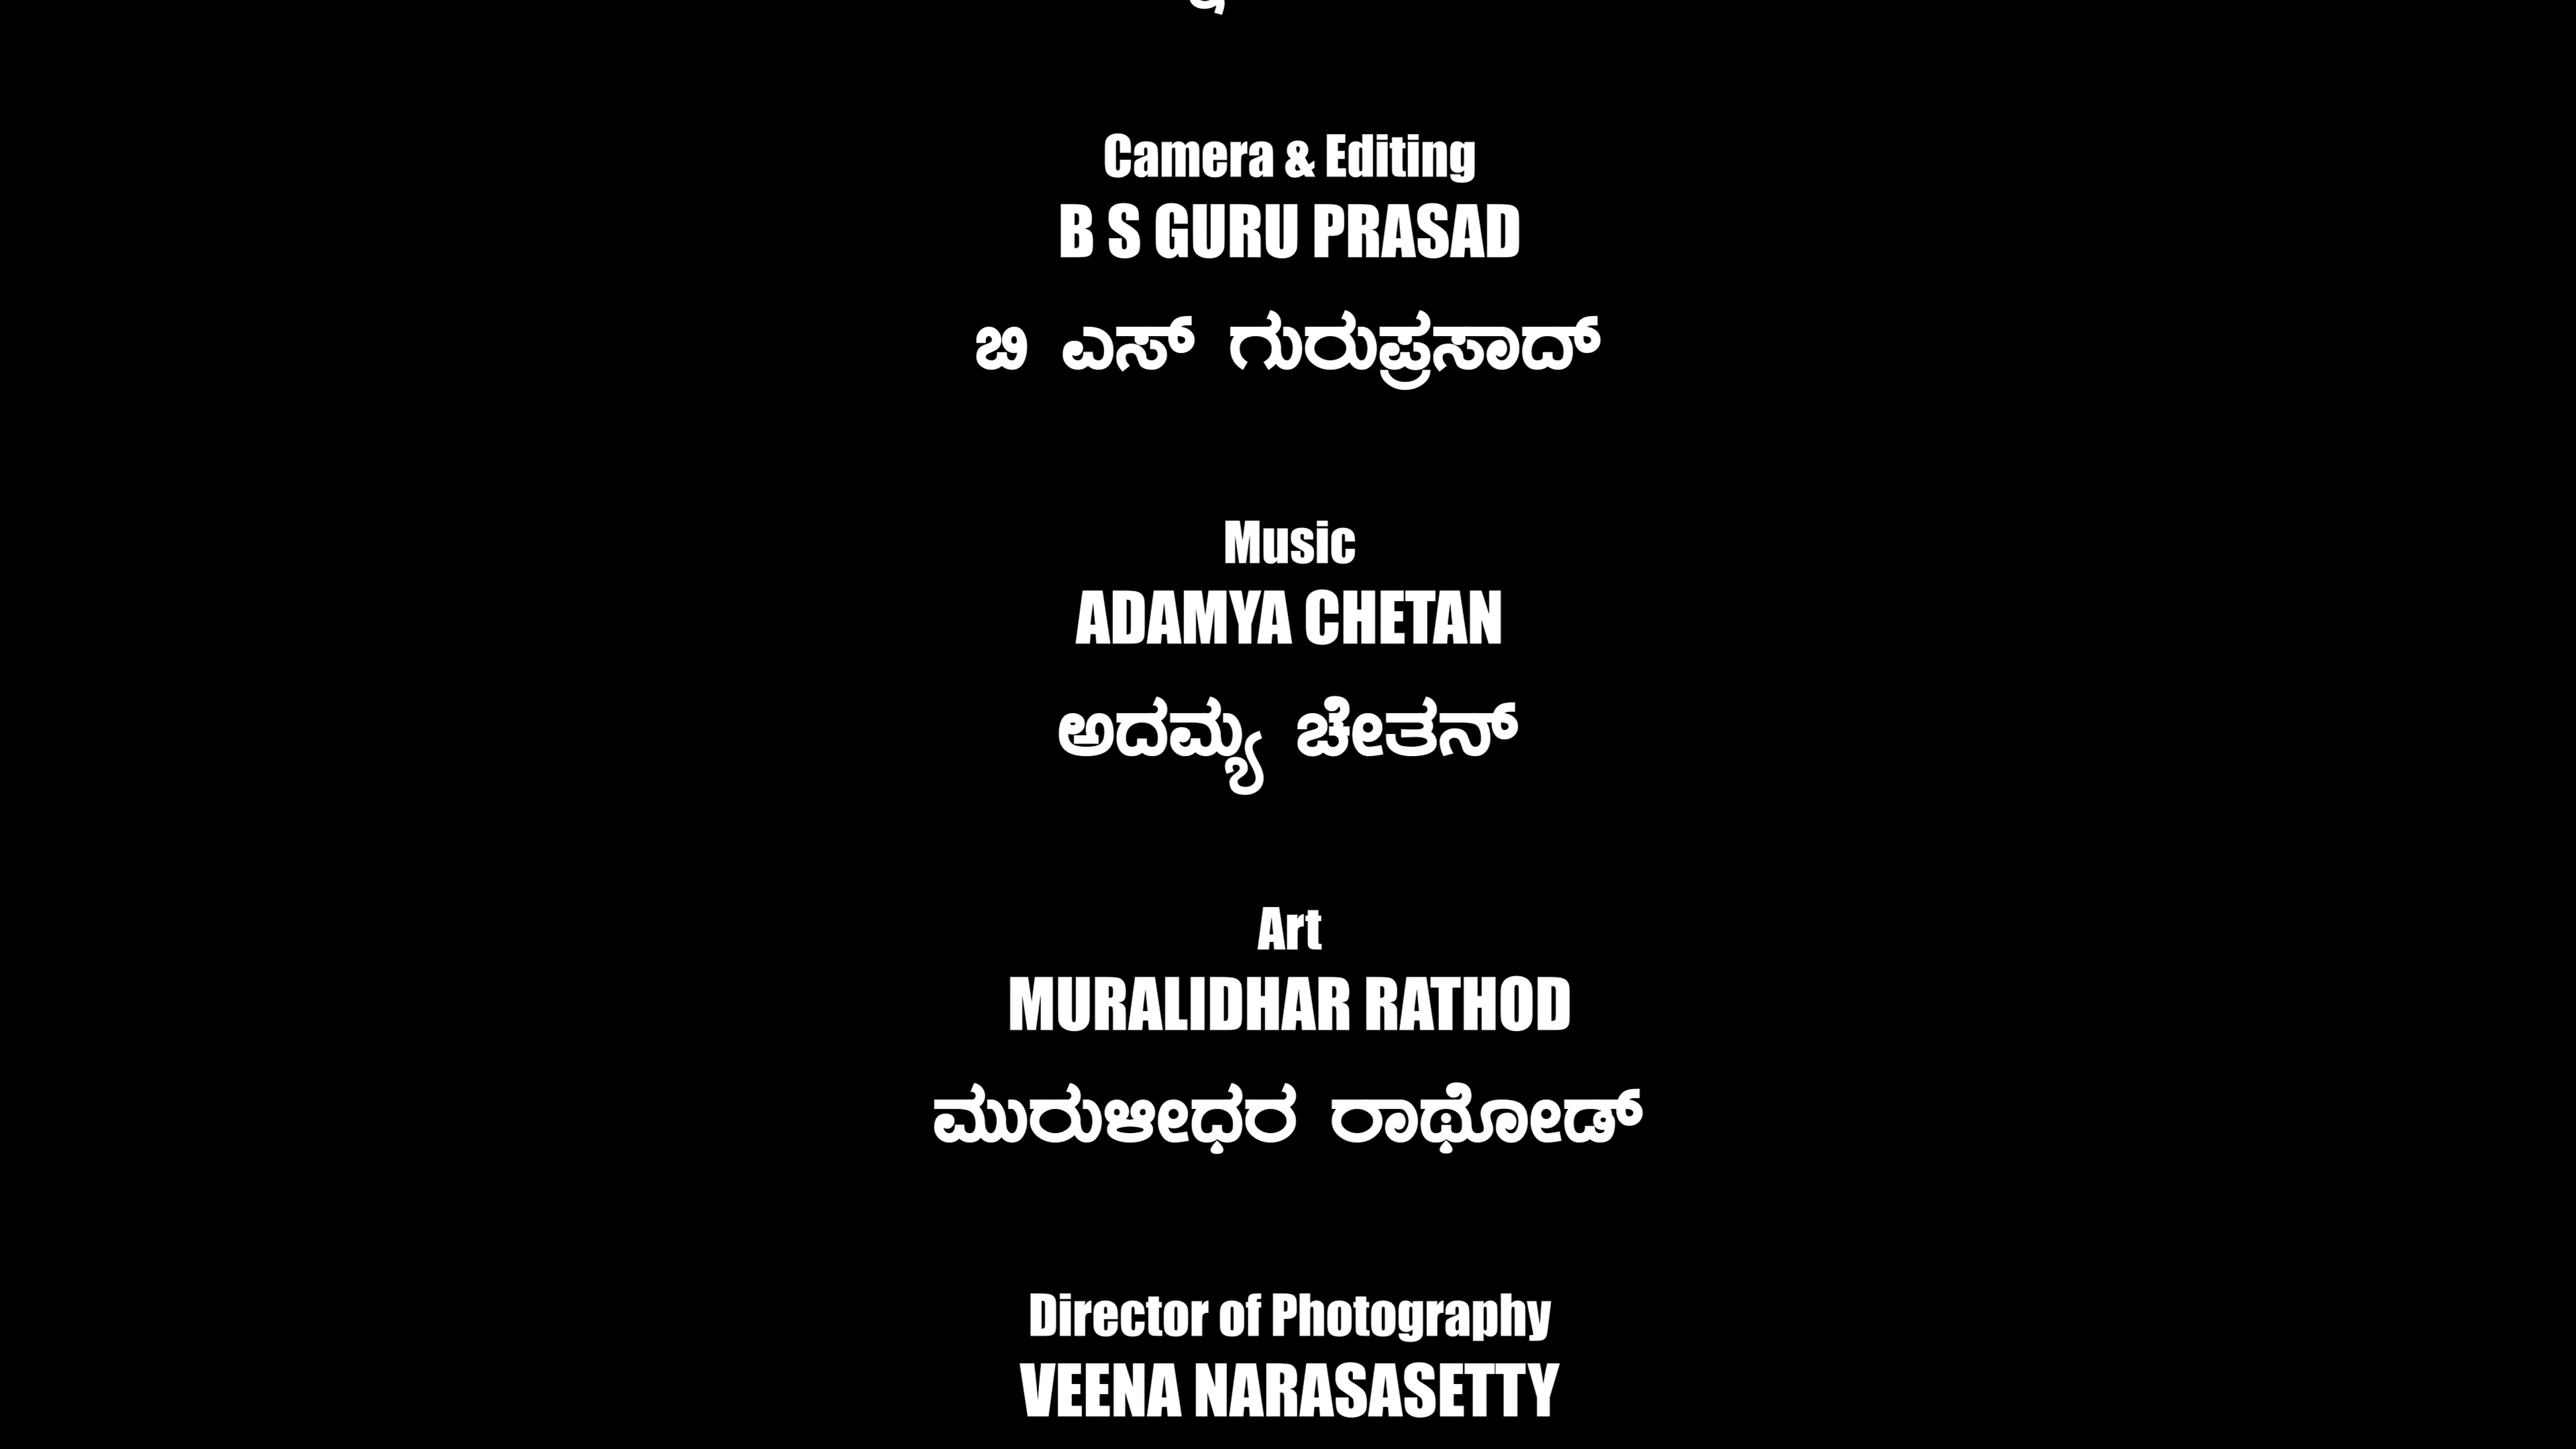 Camera & Editing
B S GURU PRASAD
ಬಿ ಎಸ್ ಗುರುಪ್ರಸಾದ್
Music
ADAMYA CHETAN
ಅದಮ್ಯ ಚೇತನ್
Art
MURALIDHAR RATHOD
ಮುರುಳೀಧರ ರಾಥೋಡ್
Director of Photography
VEENA NARASASETTY